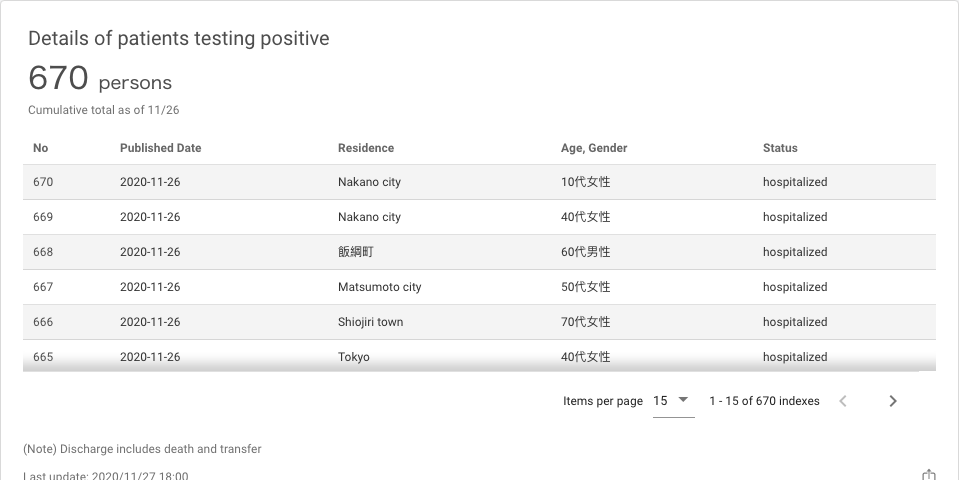 Details of patients testing positive
670 persons
Cumulative total as of 11/26
No Published Date Residence Age, Gender Status
670 2020-11-26 Nakano city 10代女性 hospitalized
669 2020-11-26 Nakano city 40代女性 hospitalized
668 2020-11-26 飯綱町 60代男性 hospitalized
667 2020-11-26 Matsumoto city 50代女性 hospitalized
666 2020-11-26 Shiojiri town 70代女性 hospitalized
665 2020-11-26 Tokyo 40代女性 hospitalized
Items per page 15 1 - 15 of 670 indexes
(Note) Discharge includes death and transfer
Last update: 2020/11/27 18:00